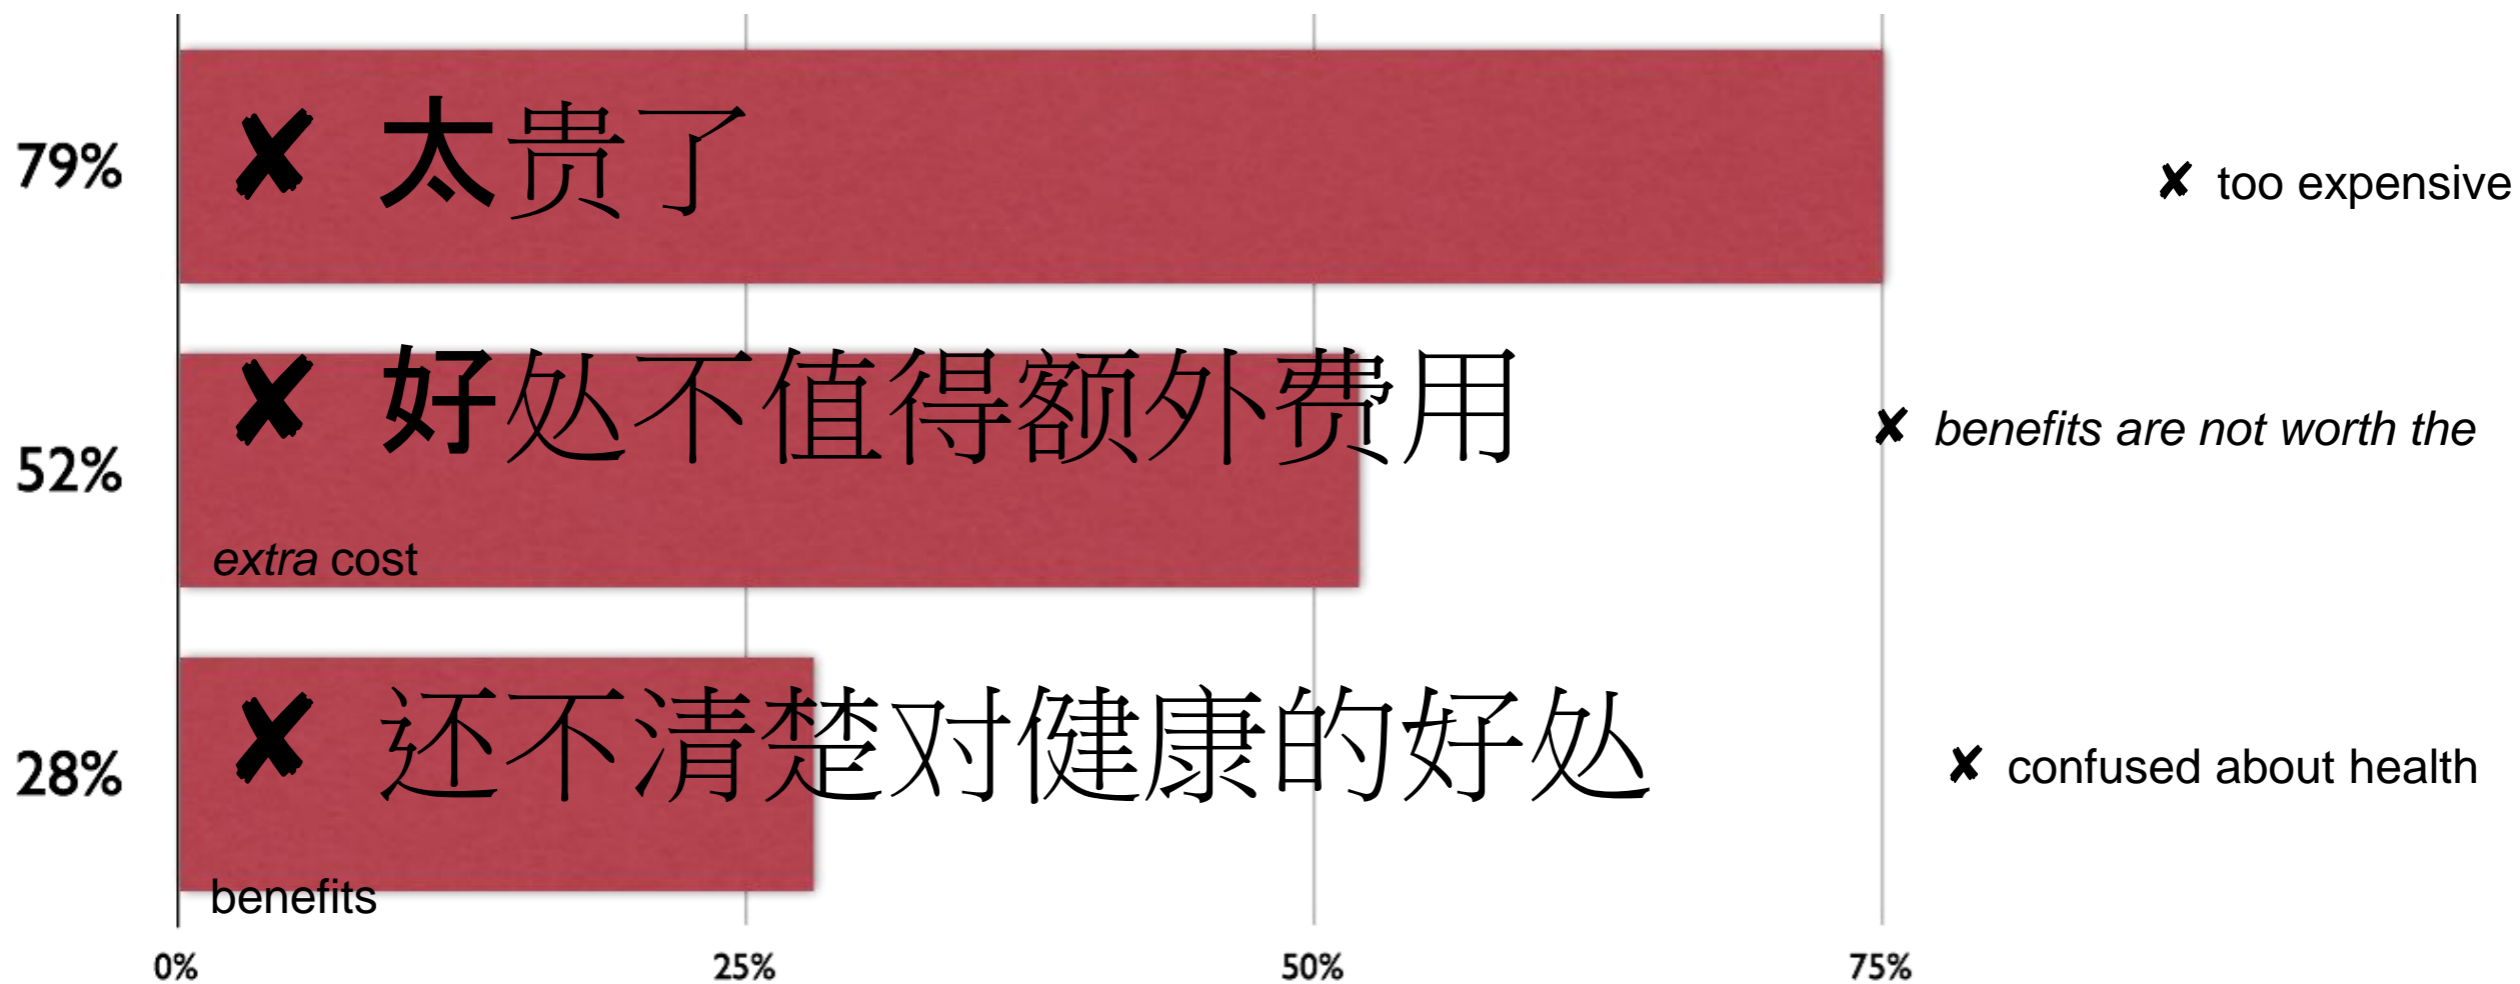 79% ✘ 太贵了 ✘ too expensive
✘ 好处不值得额外费用 ✘ benefits are not worth the
52%
extra cost
28% ✘ 还不清楚对健康的好处 ✘ confused about health
benefits
0% 25% 50% 75%